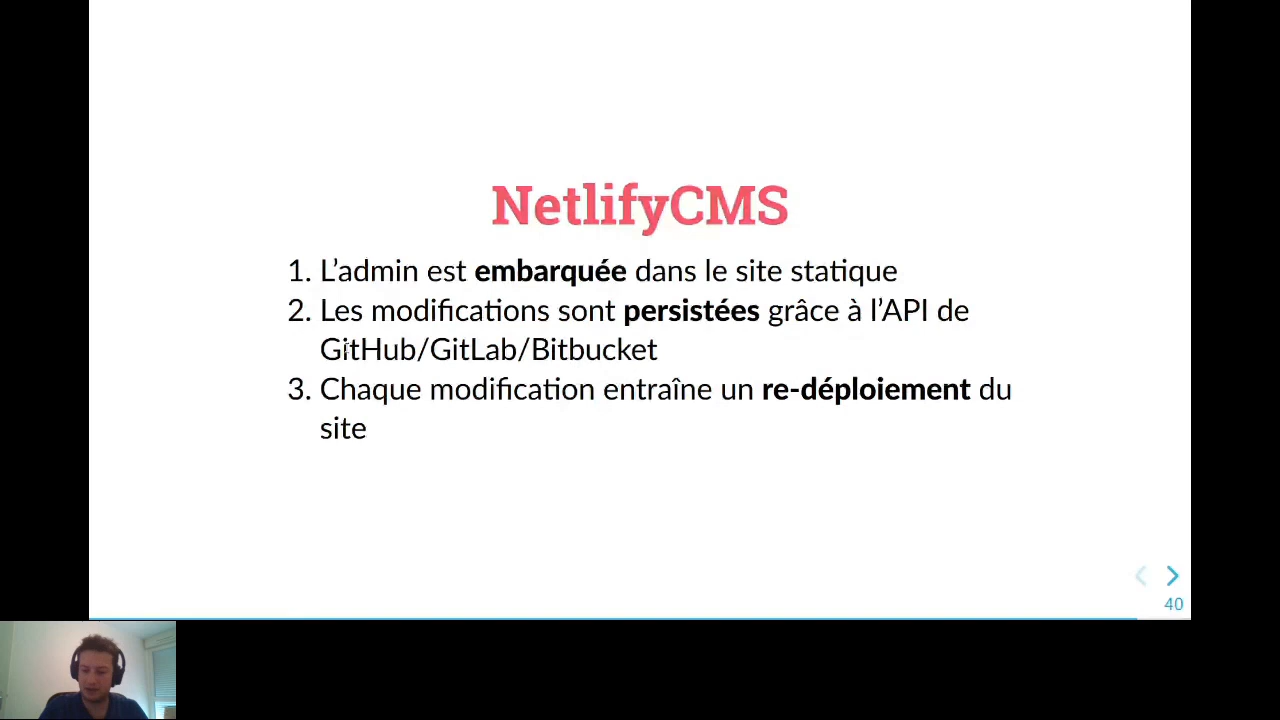 NetlifyCMS
1. L’admin est embarquée dans le site statique
2. Les modifications sont persistées grâce à l’API de
GitHub/GitLab/Bitbucket
3. Chaque modification entraîne un re-déploiement du
site
40